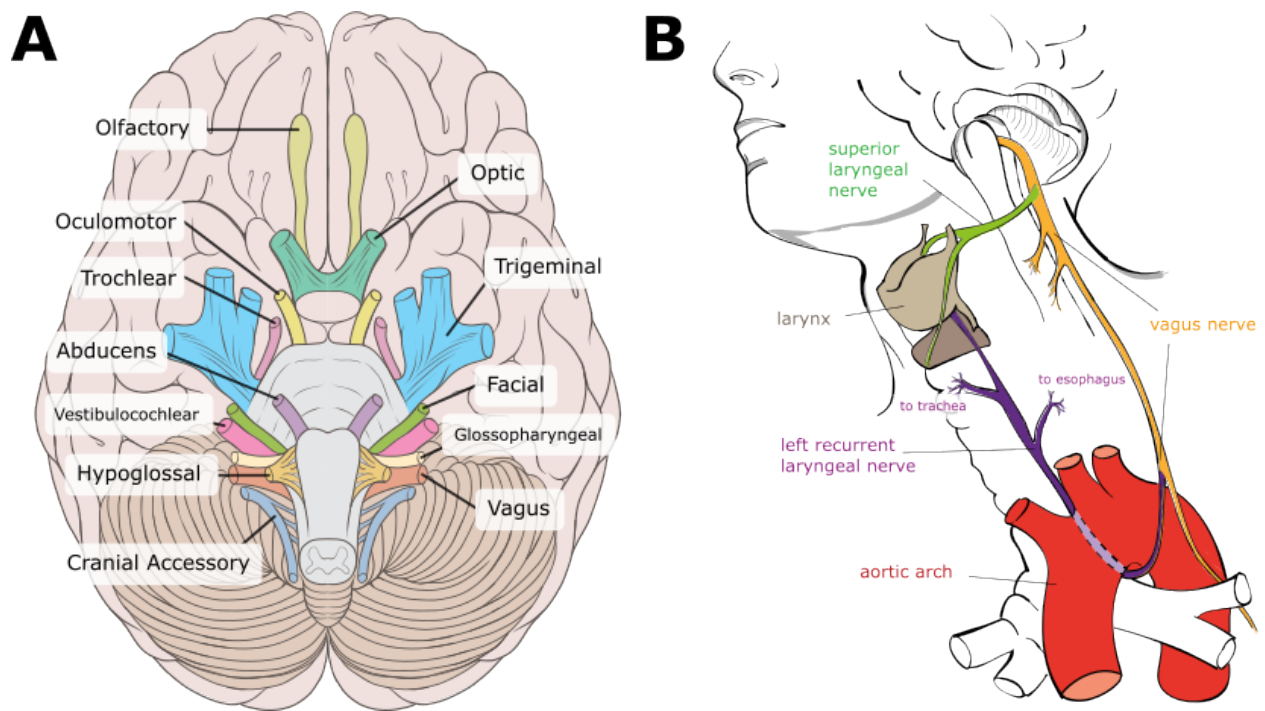 A
Olfactory
Optic
Oculomotor
Trigeminal
Trochlear
Abducens
Facial
Vestibulocochlear
Glossopharyngeal
Hypoglossal
Vagus
Cranial Accessory
B
superior
laryngeal
nerve
larynx
vagus nerve
to esophagus
to trachea
left recurrent
laryngeal nerve
aortic arch